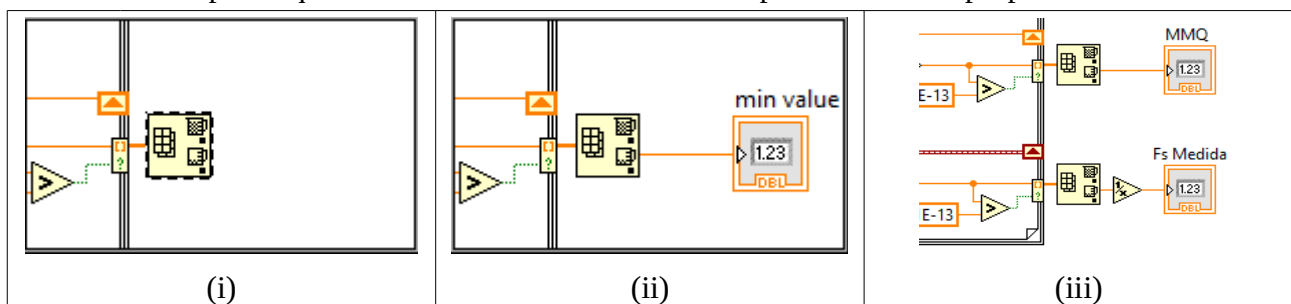 min value
1.23
DBL
MMQ
1.23
DBL
E-13
Fs Medida
1.23
DBL
E-13
(i)
(ii)
(iii)